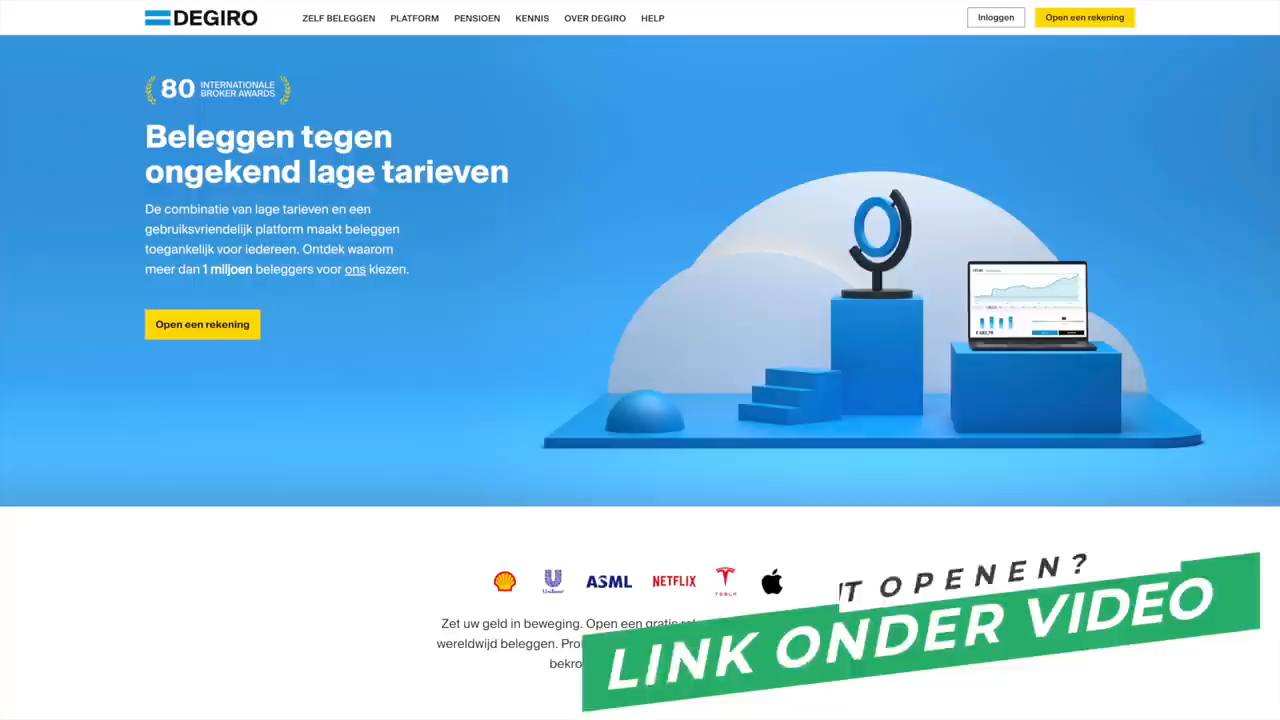 DEGIRO
ZELF BELEGGEN PLATFORM PENSIOEN KENNIS OVER DEGIRO HELP
Inloggen
Open een rekening
80 INTERNATIONALE
BROKER AWARDS
Beleggen tegen
ongekend lage tarieven
De combinatie van lage tarieven en een
gebruiksvriendelijk platform maakt beleggen
toegankelijk voor iedereen. Ontdek waarom
meer dan 1 miljoen beleggers voor ons kiezen.
Open een rekening
Unilever
ASML
NETFLIX
TESLA
OPENEN?
LINK ONDER VIDEO
Zet uw geld in beweging. Open een gratis
wereldwijd beleggen.